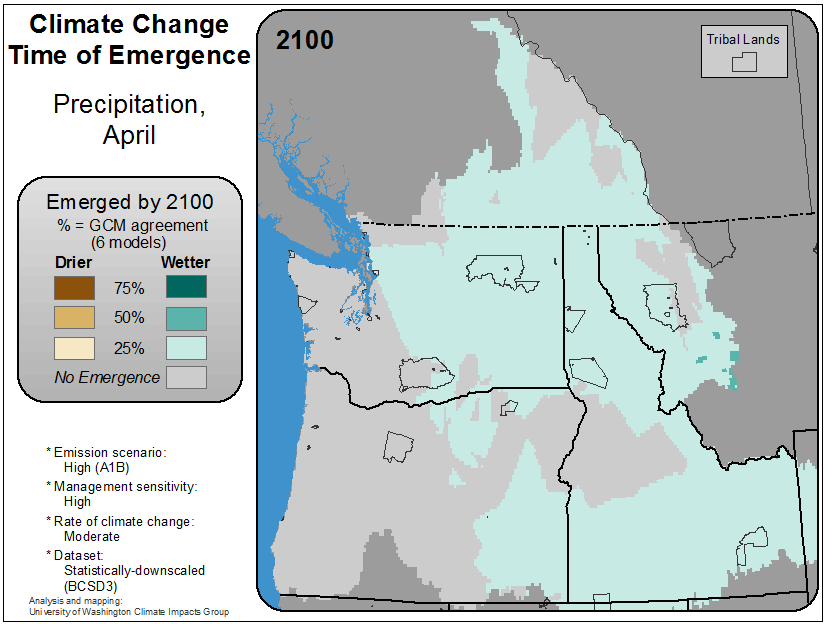 Climate Change
Time of Emergence
Precipitation,
April
Emerged by 2100
% = GCM agreement
(6 models)
Drier Wetter
75%
50%
25%
No Emergence
* Emission scenario:
High (A1B)
* Management sensitivity:
High
* Rate of climate change:
Moderate
* Dataset:
Statistically-downscaled
(BCSD3)
Analysis and mapping:
University of Washington Climate Impacts Group
2100
Tribal Lands